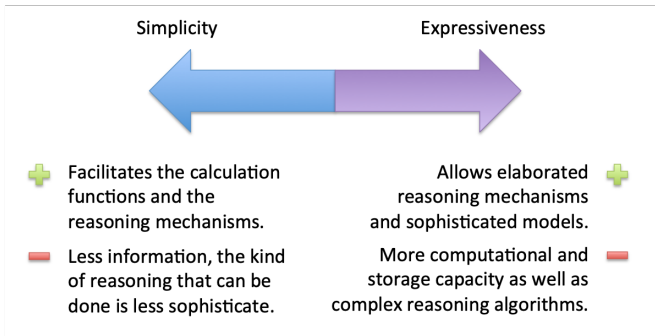 Simplicity
Expressiveness
Facilitates the calculation
functions and the
reasoning mechanisms.
Less information, the kind
of reasoning that can be
done is less sophisticate.
Allows elaborated
reasoning mechanisms
and sophisticated models.
More computational and
storage capacity as well as
complex reasoning algorithms.